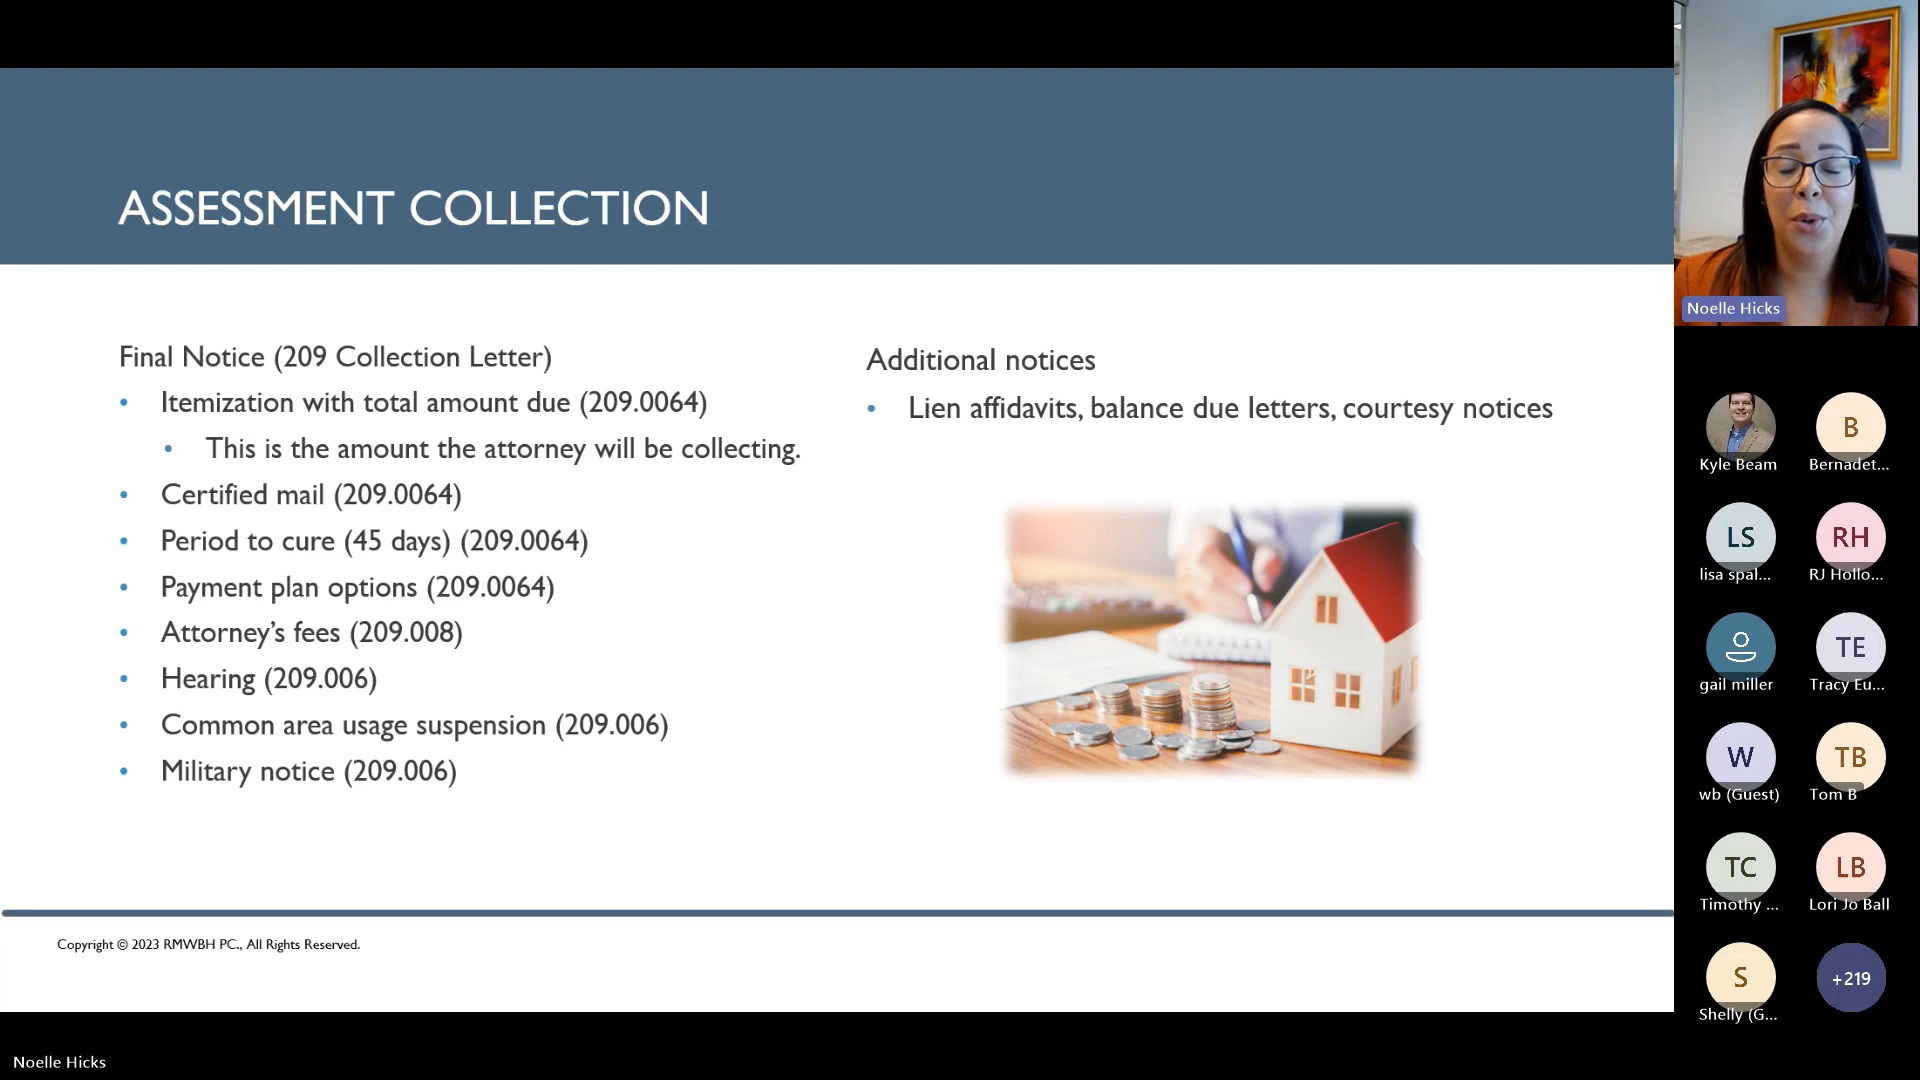 ASSESSMENT COLLECTION
Final Notice (209 Collection Letter)
• Itemization with total amount due (209.0064)
• This is the amount the attorney will be collecting.
• Certified mail (209.0064)
• Period to cure (45 days) (209.0064)
• Payment plan options (209.0064)
• Attorney’s fees (209.008)
• Hearing (209.006)
• Common area usage suspension (209.006)
• Military notice (209.006)
Additional notices
• Lien affidavits, balance due letters, courtesy notices
Copyright © 2023 RMWBH PC., All Rights Reserved.
Noelle Hicks
Noelle Hicks
Kyle Beam
B
Bernadet...
LS
lisa spal...
RH
RJ Hollo...
gail miller
TE
Tracy Eu...
W
wb (Guest)
TB
Tom B
TC
Timothy ...
LB
Lori Jo Ball
S
Shelly (G...
+219